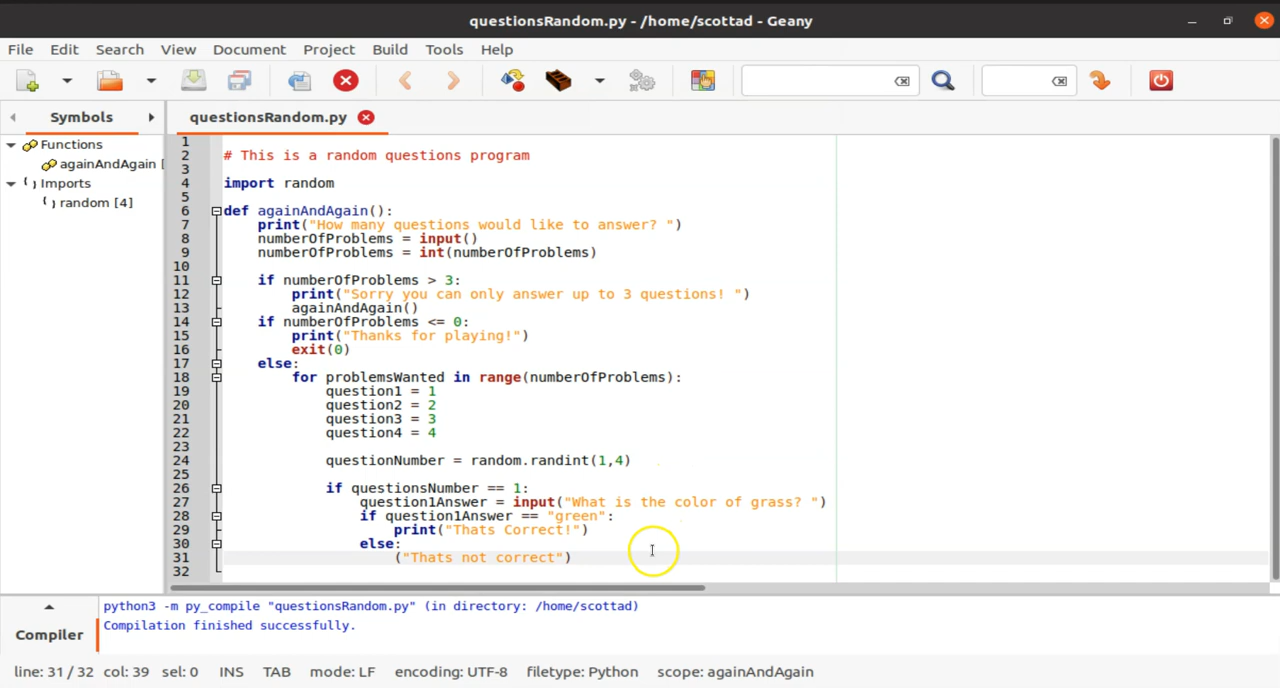 questionsRandom.py - /home/scottad - Geany
File Edit Search View Document Project Build Tools Help
Symbols
questionsRandom.py
Functions
againAndAgain [
Imports
random [4]
1
2 # This is a random questions program
3
4 import random
5
6 def againAndAgain():
7 print("How many questions would like to answer? ")
8 numberOfProblems = input()
9 numberOfProblems = int(numberOfProblems)
10
11 if numberOfProblems > 3:
12 print("Sorry you can only answer up to 3 questions! ")
13 againAndAgain()
14 if numberOfProblems <= 0:
15 print("Thanks for playing!")
16 exit(0)
17 else:
18 for problemsWanted in range(numberOfProblems):
19 question1 = 1
20 question2 = 2
21 question3 = 3
22 question4 = 4
23
24 questionNumber = random.randint(1,4)
25
26 if questionsNumber == 1:
27 question1Answer = input("What is the color of grass? ")
28 if question1Answer == "green":
29 print("Thats Correct!")
30 else:
31 ("Thats not correct")
32
Compiler
python3 -m py_compile "questionsRandom.py" (in directory: /home/scottad)
Compilation finished successfully.
line: 31 / 32 col: 39 sel: 0 INS TAB mode: LF encoding: UTF-8 filetype: Python scope: againAndAgain